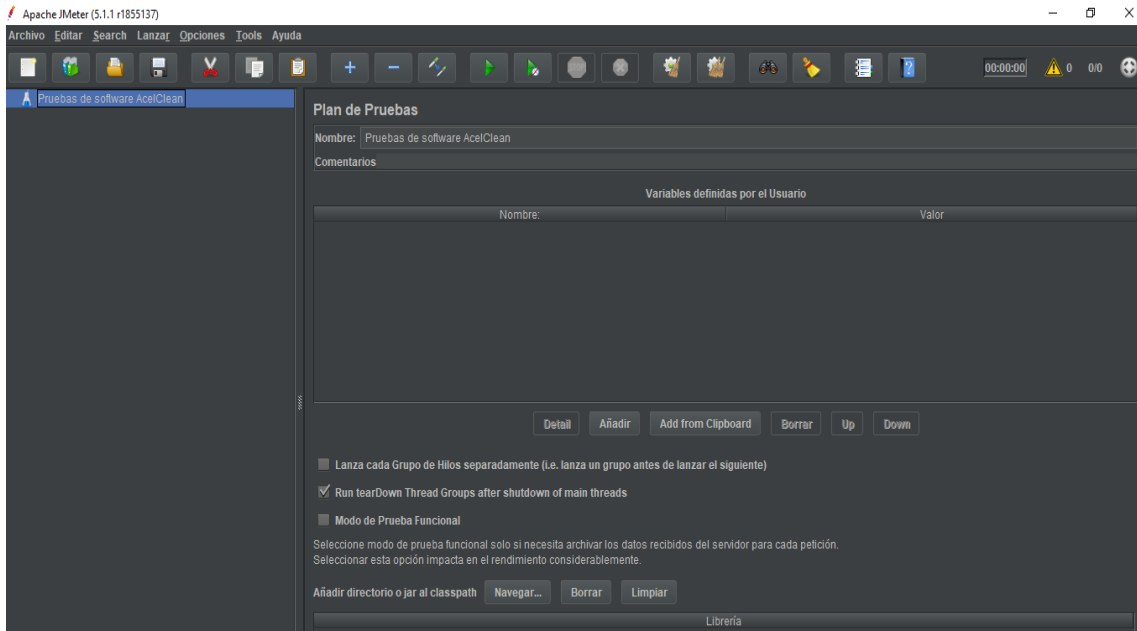 Apache JMeter (5.1.1 r1855137)
Archivo Editar Search Lanzar Opciones Tools Ayuda
00:00:00 0 0/0
Pruebas de software AcelClean
Plan de Pruebas
Nombre: Pruebas de software AcelClean
Comentarios
Variables definidas por el Usuario
Nombre: Valor
Detail Añadir Add from Clipboard Borrar Up Down
Lanza cada Grupo de Hilos separadamente (i.e. lanza un grupo antes de lanzar el siguiente)
Run tearDown Thread Groups after shutdown of main threads
Modo de Prueba Funcional
Seleccione modo de prueba funcional solo si necesita archivar los datos recibidos del servidor para cada petición.
Seleccionar esta opción impacta en el rendimiento considerablemente.
Añadir directorio o jar al classpath Navegar... Borrar Limpiar
Librería